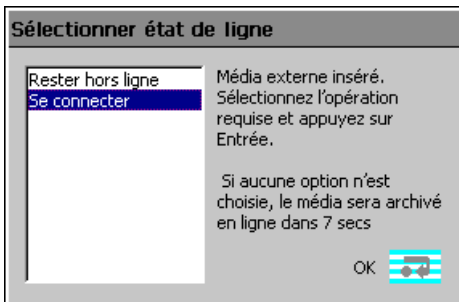 Sélectionner état de ligne
Rester hors ligne
Se connecter
Média externe inséré.
Sélectionnez l'opération
requise et appuyez sur
Entrée.
Si aucune option n'est
choisie, le média sera archivé
en ligne dans 7 secs
OK